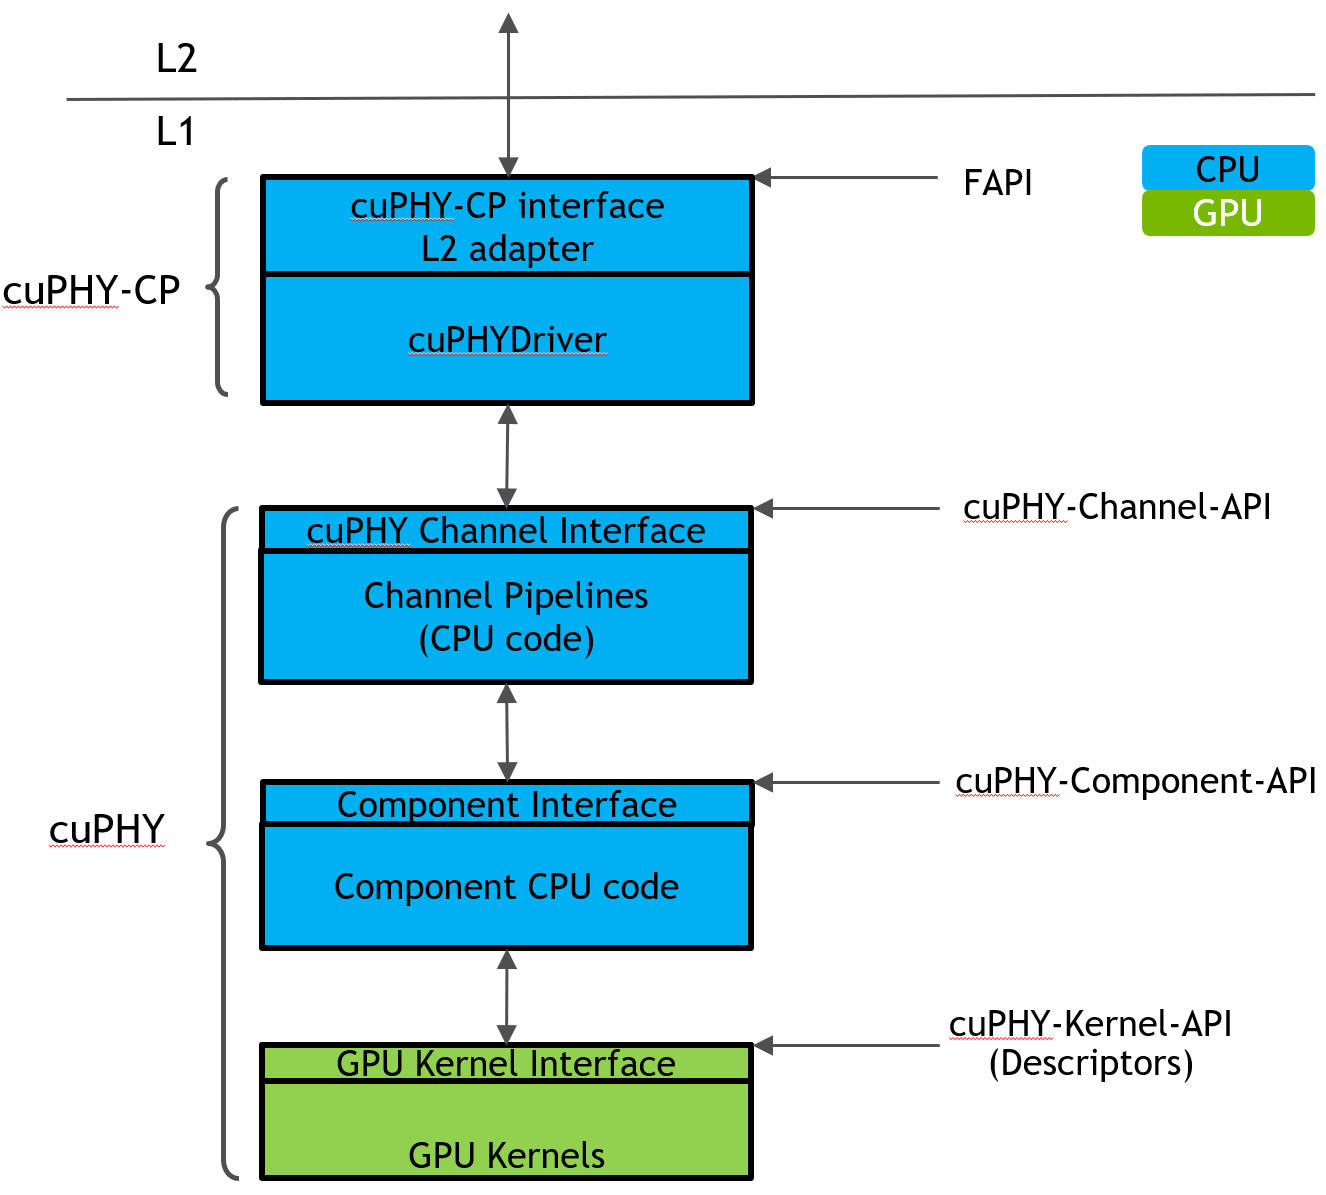 L2
L1
FAPI
CPU
GPU
cuPHY-CP interface
L2 adapter
cuPHY-CP
cuPHYDriver
cuPHY-Channel-API
cuPHY Channel Interface
Channel Pipelines
(CPU code)
cuPHY-Component-API
Component Interface
cuPHY
Component CPU code
cuPHY-Kernel-API
(Descriptors)
GPU Kernel Interface
GPU Kernels